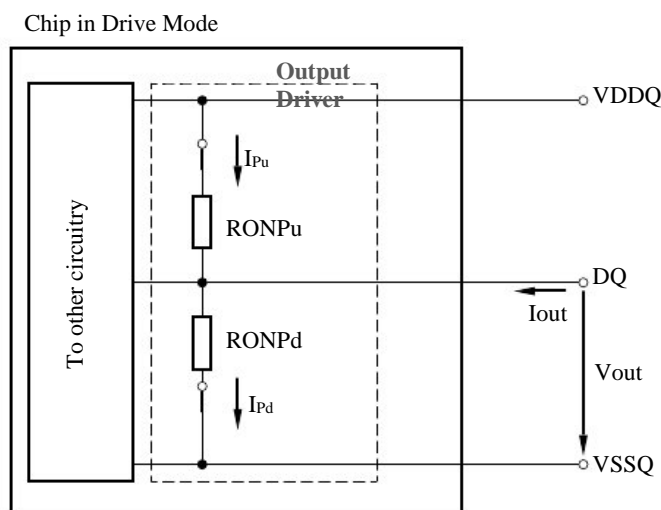 Chip in Drive Mode
Output
Driver
VDDQ
IPu
RONPu
To other circuitry
DQ
Iout
RONPd
Vout
IPd
VSSQ